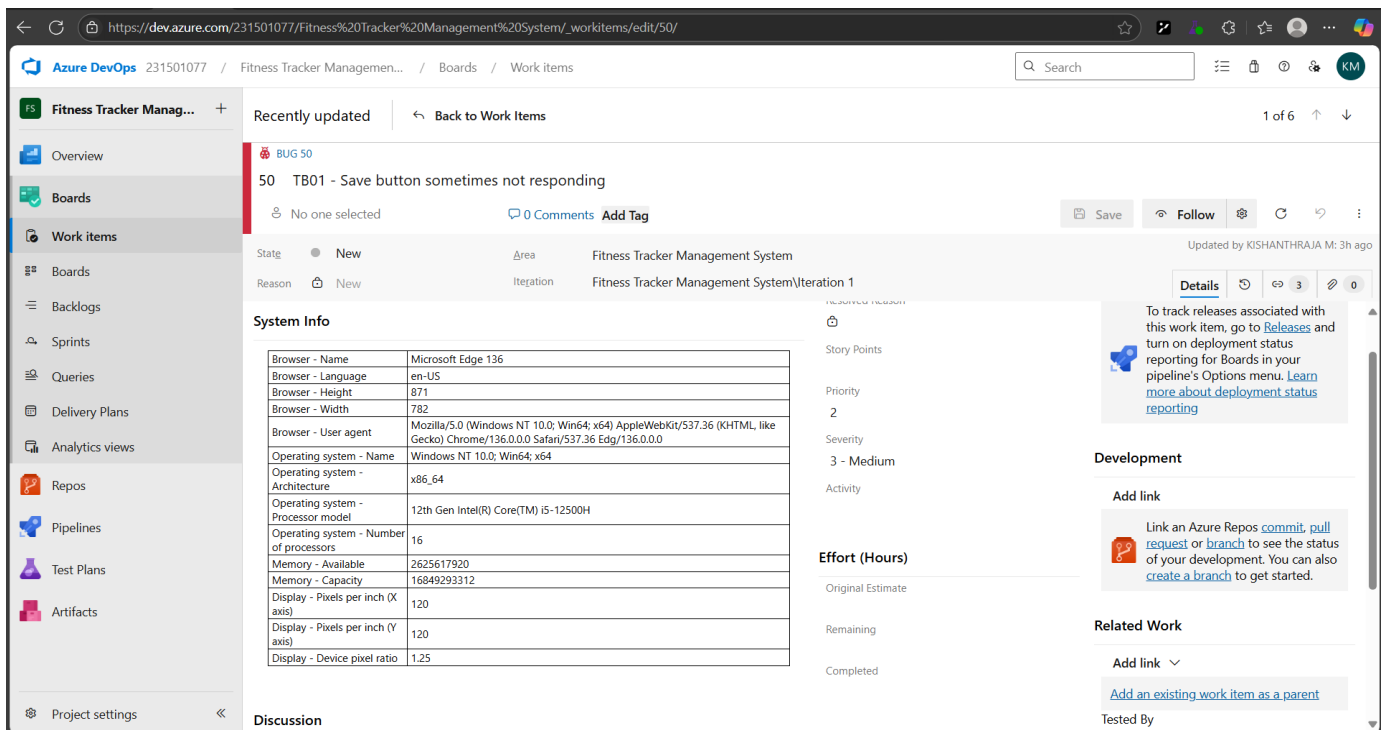 https://dev.azure.com/231501077/Fitness%20Tracker%20Management%20System/_workitems/edit/50/
Azure DevOps 231501077 / Fitness Tracker Managemen... / Boards / Work items
Search
KM
FS Fitness Tracker Manag... +
Overview
Boards
Work items
Boards
Backlogs
Sprints
Queries
Delivery Plans
Analytics views
Repos
Pipelines
Test Plans
Artifacts
Project settings
Recently updated
Back to Work Items
1 of 6
BUG 50
50 TB01 - Save button sometimes not responding
No one selected
0 Comments
Add Tag
Save
Follow
State
New
Area
Fitness Tracker Management System
Updated by KISHANTHRAJA M: 3h ago
Reason
New
Iteration
Fitness Tracker Management System\Iteration 1
Details
3
0
System Info
Browser - Name Microsoft Edge 136
Browser - Language en-US
Browser - Height 871
Browser - Width 782
Browser - User agent Mozilla/5.0 (Windows NT 10.0; Win64; x64) AppleWebKit/537.36 (KHTML, like
Gecko) Chrome/136.0.0.0 Safari/537.36 Edg/136.0.0.0
Operating system - Name Windows NT 10.0; Win64; x64
Operating system -
Architecture x86_64
Operating system -
Processor model 12th Gen Intel(R) Core(TM) i5-12500H
Operating system - Number
of processors 16
Memory - Available 2625617920
Memory - Capacity 16849293312
Display - Pixels per inch (X
axis) 120
Display - Pixels per inch (Y
axis) 120
Display - Device pixel ratio 1.25
Discussion
Resolved Reason
Story Points
Priority
2
Severity
3 - Medium
Activity
Effort (Hours)
Original Estimate
Remaining
Completed
To track releases associated with
this work item, go to Releases and
turn on deployment status
reporting for Boards in your
pipeline's Options menu. Learn
more about deployment status
reporting
Development
Add link
Link an Azure Repos commit, pull
request or branch to see the status
of your development. You can also
create a branch to get started.
Related Work
Add link
Add an existing work item as a parent
Tested By